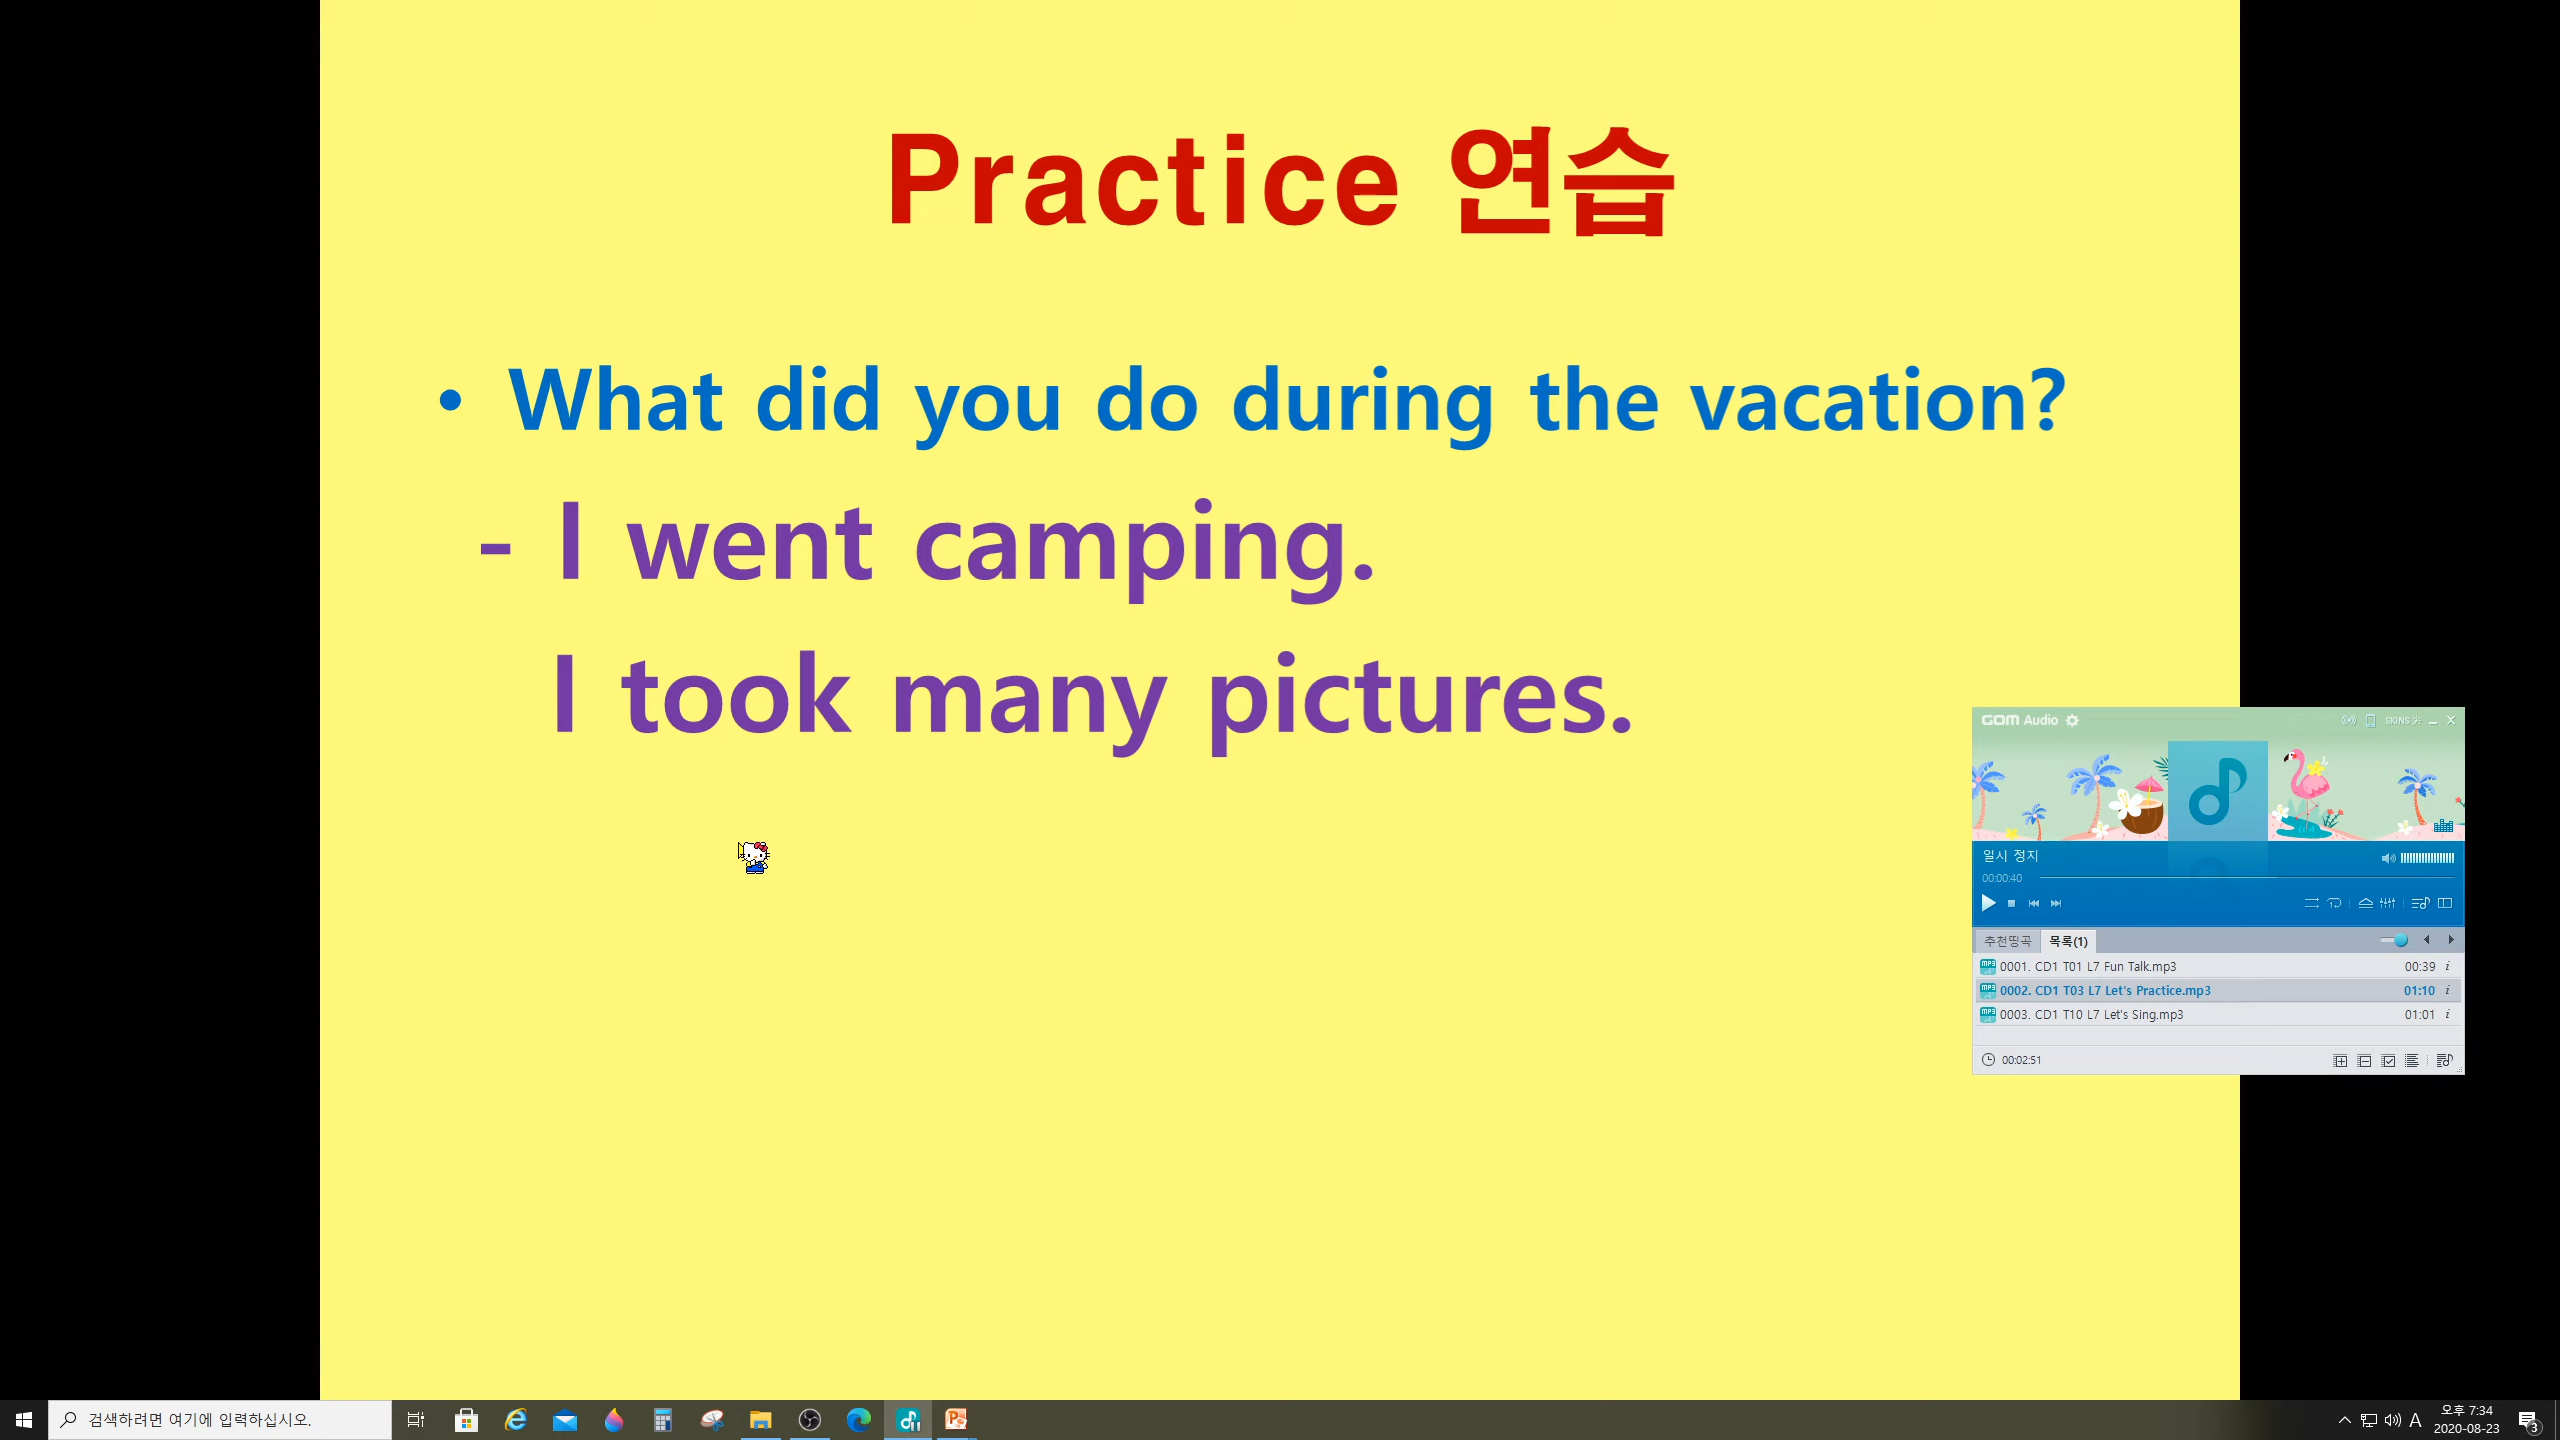 Practice 연습
• What did you do during the vacation?
- I went camping.
I took many pictures.
GOM Audio
SKINS
일시 정지
00:00:40
추천띵곡 목록(1)
0001. CD1 T01 L7 Fun Talk.mp3 00:39
0002. CD1 T03 L7 Let's Practice.mp3 01:10
0003. CD1 T10 L7 Let's Sing.mp3 01:01
00:02:51
검색하려면 여기에 입력하십시오.
A
오후 7:34
2020-08-23
3